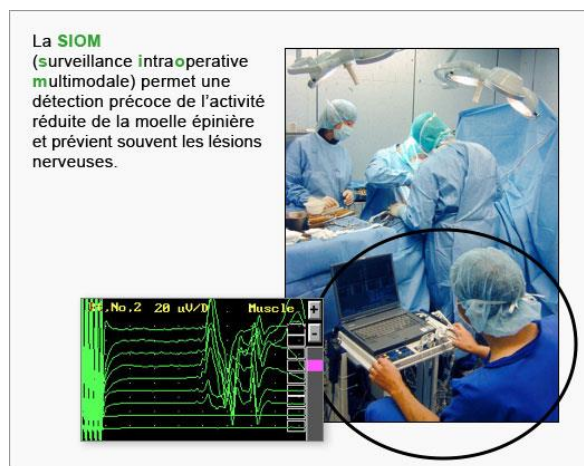 La SIOM
(surveillance intraoperative
multimodale) permet une
détection précoce de l'activité
réduite de la moelle épinière
et prévient souvent les lésions
nerveuses.
No,2 20 uV/D Muscle
+
-